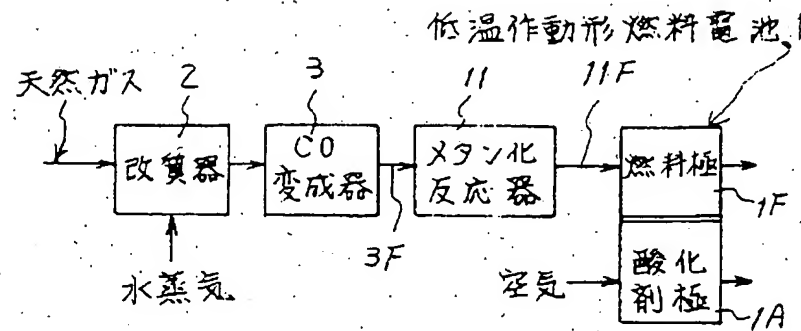 低温作動形燃料電池
天然ガス
2
3
11
11F
改質器
CO
変成器
メタン化
反応器
燃料極
1F
3F
水蒸気
空気
酸化
剤極
1A